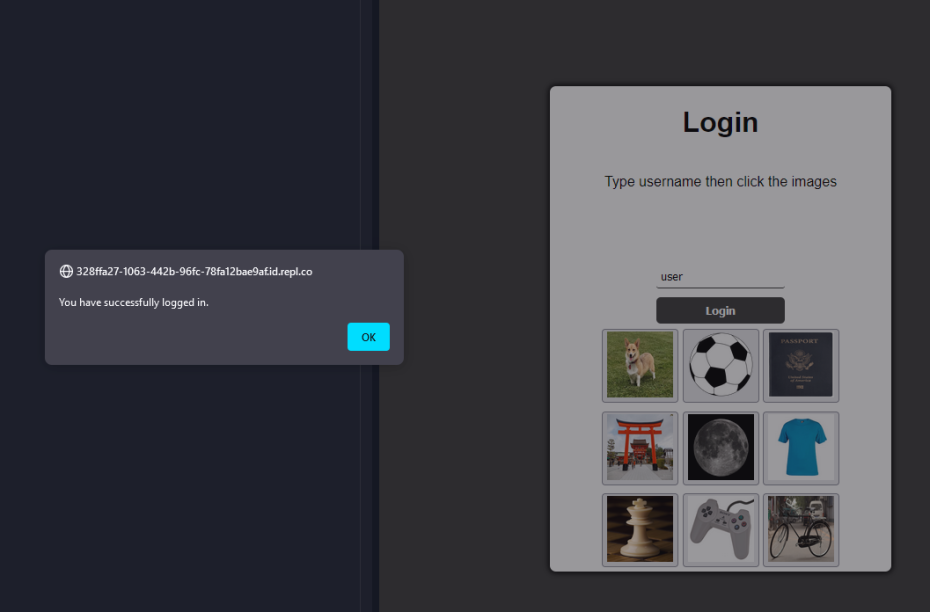 Login
Type username then click the images
328ffa27-1063-442b-96fc-78fa12bae9af.id.repl.co
You have successfully logged in.
OK
user
Login
PASSPORT